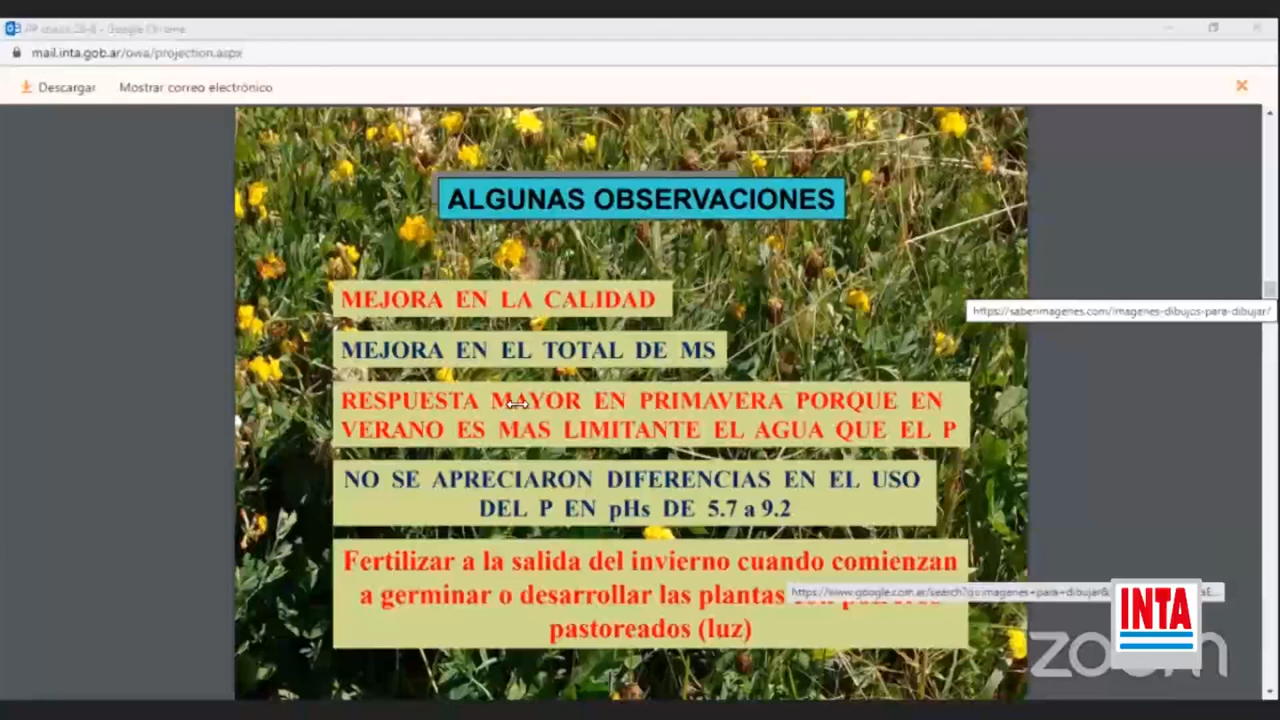 Google Chrome
mail.inta.gob.ar/owa/projection.aspx
Descargar Mostrar correo electrónico
ALGUNAS OBSERVACIONES
MEJORA EN LA CALIDAD
https://saberimagenes.com/imagenes-dibujos-para-dibujar/
MEJORA EN EL TOTAL DE MS
RESPUESTA MAYOR EN PRIMAVERA PORQUE EN
VERANO ES MAS LIMITANTE EL AGUA QUE EL P
NO SE APRECIARON DIFERENCIAS EN EL USO
DEL P EN pHs DE 5.7 a 9.2
Fertilizar a la salida del invierno cuando comienzan
a germinar o desarrollar las plantas
pastoreados (luz)
INTA
zoom